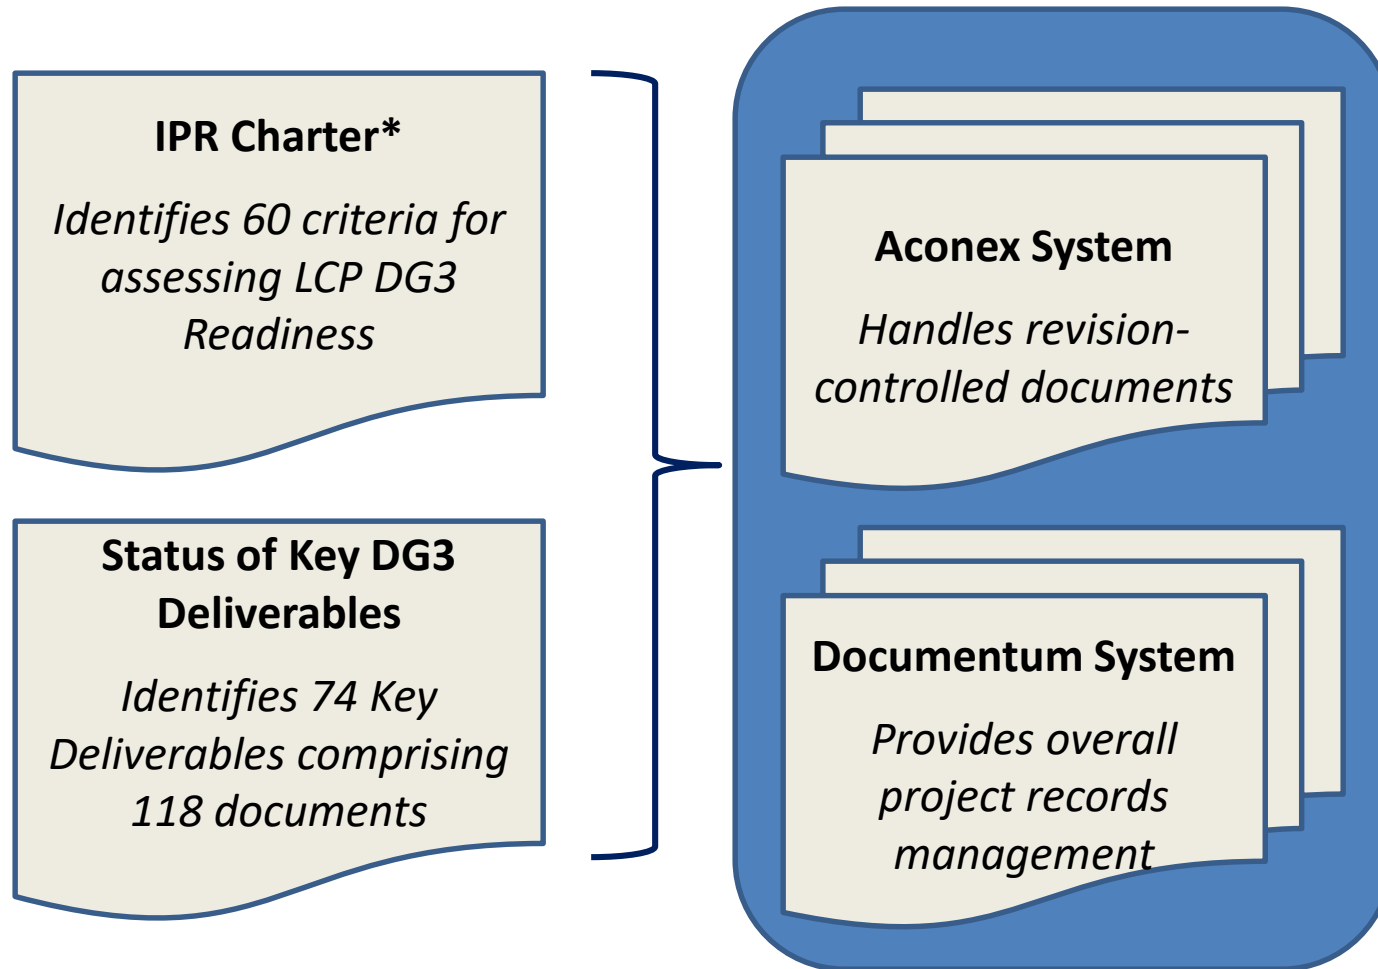 IPR Charter*
Identifies 60 criteria for
assessing LCP DG3
Readiness
Status of Key DG3
Deliverables
Identifies 74 Key
Deliverables comprising
118 documents
Aconex System
Handles revision-
controlled documents
Documentum System
Provides overall
project records
management